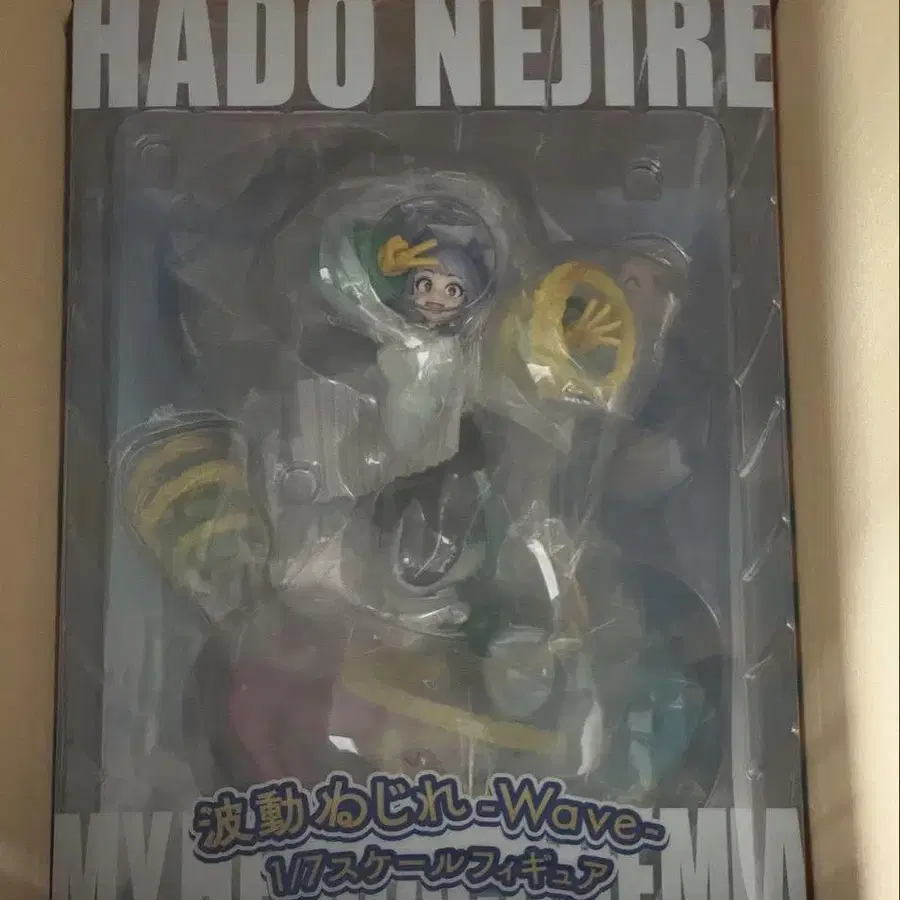 HADO NEJIRE
波動ねじれ -Wave-
1/7スケールフィギュア
MY